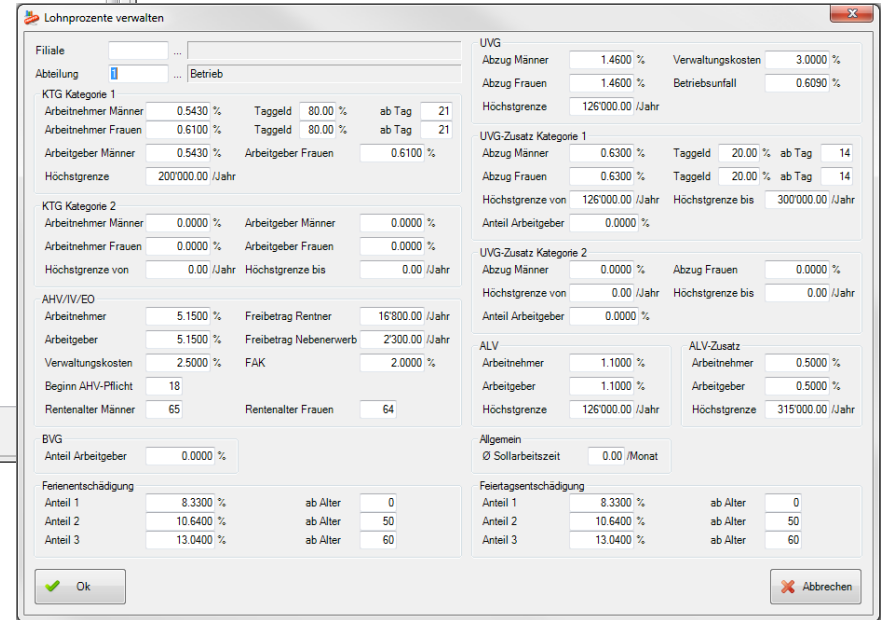 Lohnprozente verwalten
Filiale ...
Abteilung 1 ... Betrieb
KTG Kategorie 1
Arbeitnehmer Männer 0.5430 % Taggeld 80.00 % ab Tag 21
Arbeitnehmer Frauen 0.6100 % Taggeld 80.00 % ab Tag 21
Arbeitgeber Männer 0.5430 % Arbeitgeber Frauen 0.6100 %
Höchstgrenze 200'000.00 /Jahr
KTG Kategorie 2
Arbeitnehmer Männer 0.0000 % Arbeitgeber Männer 0.0000 %
Arbeitnehmer Frauen 0.0000 % Arbeitgeber Frauen 0.0000 %
Höchstgrenze von 0.00 /Jahr Höchstgrenze bis 0.00 /Jahr
AHV/IV/EO
Arbeitnehmer 5.1500 % Freibetrag Rentner 16'800.00 /Jahr
Arbeitgeber 5.1500 % Freibetrag Nebenerwerb 2'300.00 /Jahr
Verwaltungskosten 2.5000 % FAK 2.0000 %
Beginn AHV-Pflicht 18
Rentenalter Männer 65 Rentenalter Frauen 64
BVG
Anteil Arbeitgeber 0.0000 %
Ferienentschädigung
Anteil 1 8.3300 % ab Alter 0
Anteil 2 10.6400 % ab Alter 50
Anteil 3 13.0400 % ab Alter 60
UVG
Abzug Männer 1.4600 % Verwaltungskosten 3.0000 %
Abzug Frauen 1.4600 % Betriebsunfall 0.6090 %
Höchstgrenze 126'000.00 /Jahr
UVG-Zusatz Kategorie 1
Abzug Männer 0.6300 % Taggeld 20.00 % ab Tag 14
Abzug Frauen 0.6300 % Taggeld 20.00 % ab Tag 14
Höchstgrenze von 126'000.00 /Jahr Höchstgrenze bis 300'000.00 /Jahr
Anteil Arbeitgeber 0.0000 %
UVG-Zusatz Kategorie 2
Abzug Männer 0.0000 % Abzug Frauen 0.0000 %
Höchstgrenze von 0.00 /Jahr Höchstgrenze bis 0.00 /Jahr
Anteil Arbeitgeber 0.0000 %
ALV
Arbeitnehmer 1.1000 %
Arbeitgeber 1.1000 %
Höchstgrenze 126'000.00 /Jahr
ALV-Zusatz
Arbeitnehmer 0.5000 %
Arbeitgeber 0.5000 %
Höchstgrenze 315'000.00 /Jahr
Allgemein
Ø Sollarbeitszeit 0.00 /Monat
Feiertagsentschädigung
Anteil 1 8.3300 % ab Alter 0
Anteil 2 10.6400 % ab Alter 50
Anteil 3 13.0400 % ab Alter 60
Ok
Abbrechen